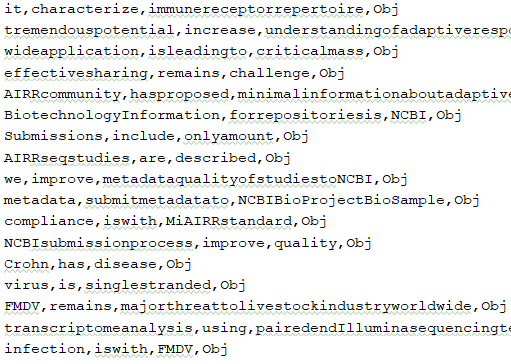 it,characterize,immunereceptorrepertoire,Obj
tremendouspotential,increase,understandingofadaptiverespo
wideapplication,isleadingto,criticalmass,Obj
effectivesharing,remains,challenge,Obj
AIRRcommunity,hasproposed,minimalinformationaboutadaptive
BiotechnologyInformation,forrepositoriesis,NCBI,Obj
Submissions,include,onlyamount,Obj
AIRRseqstudies,are,described,Obj
we,improve,metadataqualityofstudiestoNCBI,Obj
metadata,submitmetadatato,NCBIBioProjectBioSample,Obj
compliance,iswith,MiAIRRstandard,Obj
NCBIsubmissionprocess,improve,quality,Obj
Crohn,has,disease,Obj
virus,is,singlestranded,Obj
FMDV,remains,majorthreattolivestockindustryworldwide,Obj
transcriptomeanalysis,using,pairedendIlluminasequencingte
infection,iswith,FMDV,Obj